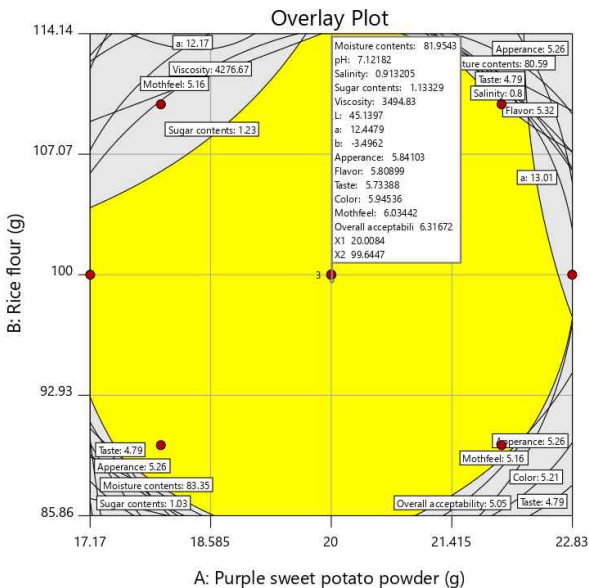 Overlay Plot
114.14
107.07
100
92.93
85.86
B: Rice flour (g)
a: 12.17
Viscosity: 4276.67
Mothfeel: 5.16
Sugar contents: 1.23
Moisture contents: 81.9543
pH: 7.12182
Salinity: 0.913205
Sugar contents: 1.13329
Viscosity: 3494.83
L: 45.1397
a: 12.4479
b: -3.4962
Apperance: 5.84103
Flavor: 5.80899
Taste: 5.73388
Color: 5.94536
Mothfeel: 6.03442
Overall acceptabili 6.31672
X1 20.0084
X2 99.6447
Apperance: 5.26
ture contents: 80.59
Taste: 4.79
Salinity: 0.8
Flavor: 5.32
a: 13.01
3
Taste: 4.79
Apperance: 5.26
Moisture contents: 83.35
Sugar contents: 1.03
Apperance: 5.26
Mothfeel: 5.16
Color: 5.21
Overall acceptability: 5.05
Taste: 4.79
17.17
18.585
20
21.415
22.83
A: Purple sweet potato powder (g)